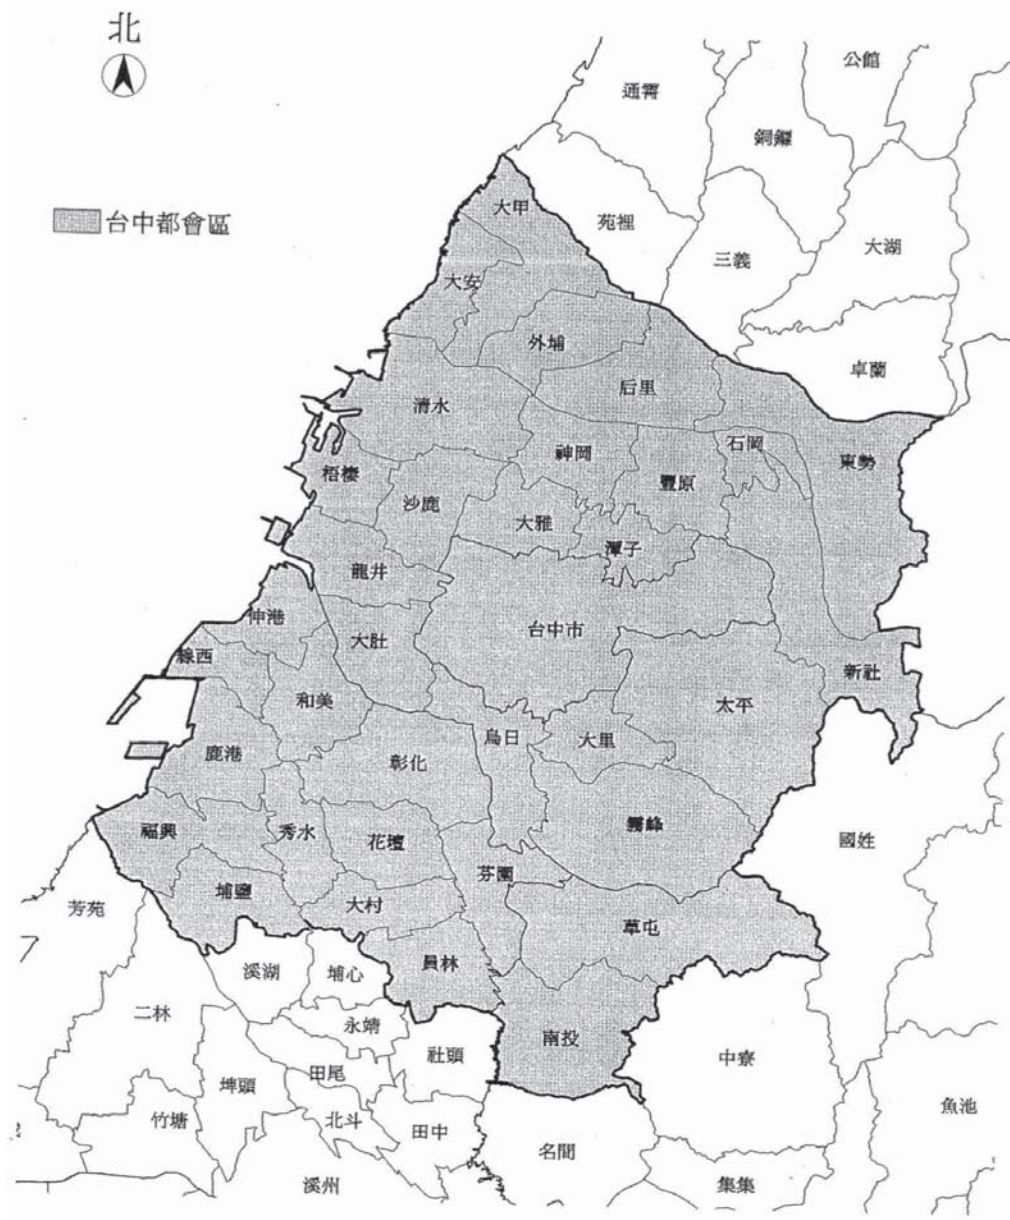 北
公館
通霄
銅鑼
台中都會區
大甲
苑裡
三義
大湖
大安
外埔
卓蘭
后里
清水
石岡
神岡
東勢
梧棲
豐原
沙鹿
大雅
潭子
龍井
伸港
台中市
大肚
線西
新社
和美
太平
烏日
大里
鹿港
彰化
福興
秀水
花壇
霧峰
國姓
芬園
埔鹽
大村
芳苑
草屯
員林
溪湖
埔心
二林
永靖
南投
社頭
中寮
田尾
埤頭
魚池
竹塘
北斗
田中
名間
溪州
集集